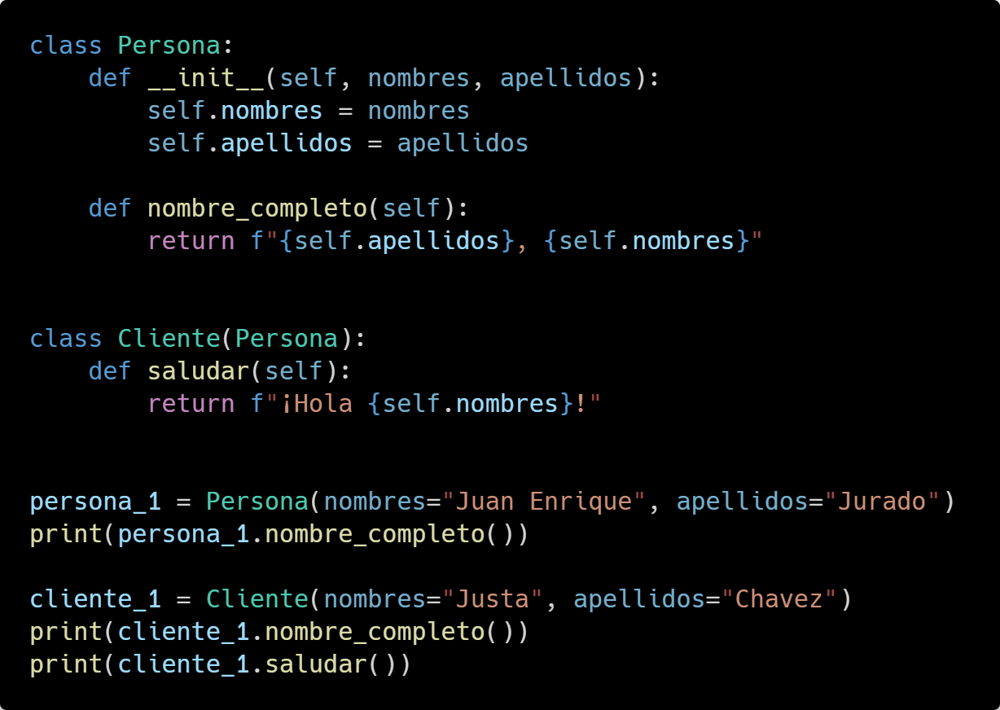 class Persona:
    def __init__(self, nombres, apellidos):
        self.nombres = nombres
        self.apellidos = apellidos

    def nombre_completo(self):
        return f"{self.apellidos}, {self.nombres}"


class Cliente(Persona):
    def saludar(self):
        return f"¡Hola {self.nombres}!"


persona_1 = Persona(nombres="Juan Enrique", apellidos="Jurado")
print(persona_1.nombre_completo())

cliente_1 = Cliente(nombres="Justa", apellidos="Chavez")
print(cliente_1.nombre_completo())
print(cliente_1.saludar())